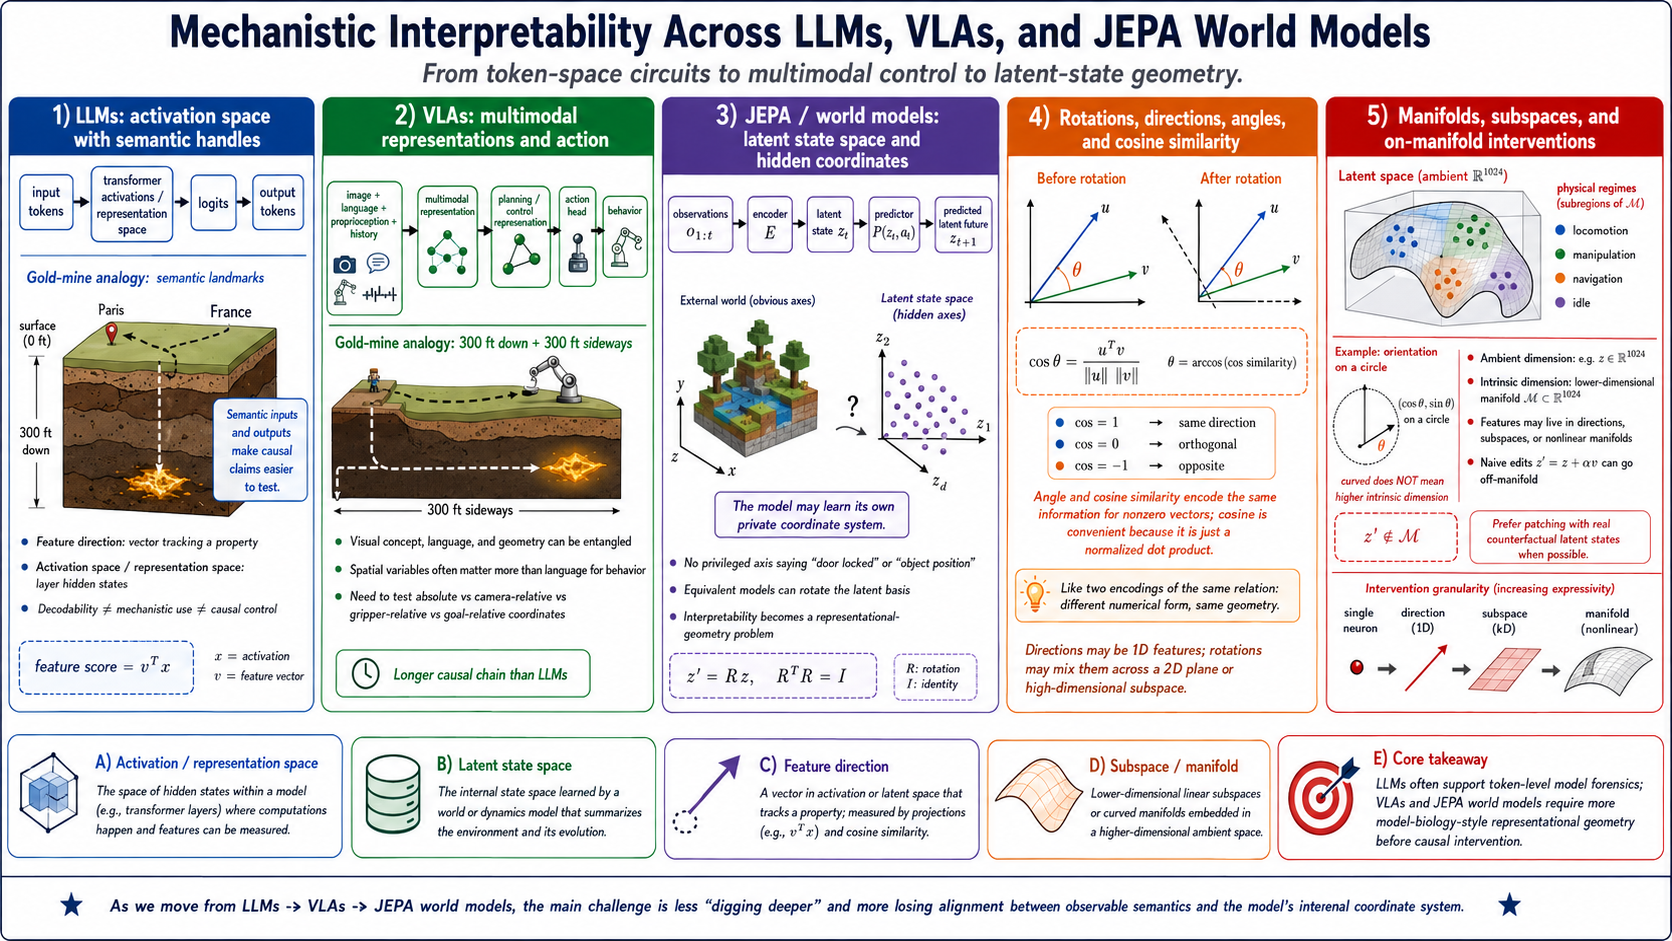 Mechanistic Interpretability Across LLMs, VLAs, and JEPA World Models
From token-space circuits to multimodal control to latent-state geometry.
1) LLMs: activation space
with semantic handles
input
tokens
transformer
activations /
representation
space
logits
output
tokens
Gold-mine analogy: semantic landmarks
Paris
France
surface
(0 ft)
300 ft
down
Semantic inputs
and outputs
make causal
claims easier
to test.
• Feature direction: vector tracking a property
• Activation space / representation space:
layer hidden states
• Decodability ≠ mechanistic use ≠ causal control
feature score = vᵀx
x = activation
v = feature vector
2) VLAs: multimodal
representations and action
image +
language +
proprioception +
history
multimodal
representation
planning /
control
represenation
action
head
behavior
Gold-mine analogy: 300 ft down + 300 ft sideways
300 ft sideways
• Visual concept, language, and geometry can be entangled
• Spatial variables often matter more than language for behavior
• Need to test absolute vs camera-relative vs
gripper-relative vs goal-relative coordinates
Longer causal chain than LLMs
3) JEPA / world models:
latent state space and
hidden coordinates
observations
o₁:t
encoder
E
latent
state zₜ
predictor
P(zₜ, aₜ)
predicted
latent future
zₜ₊₁
External world (obvious axes)
Latent state space
(hidden axes)
y
z
x
?
z₂
z₁
z_d
The model may learn its own
private coordinate system.
• No privileged axis saying “door locked” or “object position”
• Equivalent models can rotate the latent basis
• Interpretability becomes a representational-
geometry problem
z′ = R z, RᵀR = I
R: rotation
I: identity
4) Rotations, directions, angles,
and cosine similarity
Before rotation
After rotation
u
v
θ
u
v
θ
cos θ = uᵀv / ‖u‖ ‖v‖
θ = arccos (cos similarity)
• cos = 1 → same direction
• cos = 0 → orthogonal
• cos = −1 → opposite
Angle and cosine similarity encode the same
information for nonzero vectors; cosine is
convenient because it is just a
normalized dot product.
Like two encodings of the same relation:
different numerical form, same geometry.
Directions may be 1D features; rotations
may mix them across a 2D plane or
high-dimensional subspace.
5) Manifolds, subspaces, and
on-manifold interventions
Latent space (ambient ℝ¹⁰²⁴)
physical regimes
(subregions of ℳ)
locomotion
manipulation
navigation
idle
Example: orientation
on a circle
(cos θ, sin θ)
on a circle
θ
curved does NOT mean
higher intrinsic dimension
• Ambient dimension: e.g. z ∈ ℝ¹⁰²⁴
• Intrinsic dimension: lower-dimensional
manifold ℳ ⊂ ℝ¹⁰²⁴
• Features may live in directions,
subspaces, or nonlinear manifolds
• Naive edits z′ = z + αv can go
off-manifold
z′ ∉ ℳ
Prefer patching with real
counterfactual latent states
when possible.
Intervention granularity (increasing expressivity)
single
neuron
direction
(1D)
subspace
(kD)
manifold
(nonlinear)
A) Activation / representation space
The space of hidden states within a model
(e.g., transformer layers) where computations
happen and features can be measured.
B) Latent state space
The internal state space learned by a
world or dynamics model that summarizes
the environment and its evolution.
C) Feature direction
A vector in activation or latent space that
tracks a property; measured by projections
(e.g., vᵀx) and cosine similarity.
D) Subspace / manifold
Lower-dimensional linear subspaces
or curved manifolds embedded in
a higher-dimensional ambient space.
E) Core takeaway
LLMs often support token-level model forensics;
VLAs and JEPA world models require more
model-biology-style representational geometry
before causal intervention.
As we move from LLMs -> VLAs -> JEPA world models, the main challenge is less “digging deeper” and more losing alignment between observable semantics and the model’s interenal coordinate system.